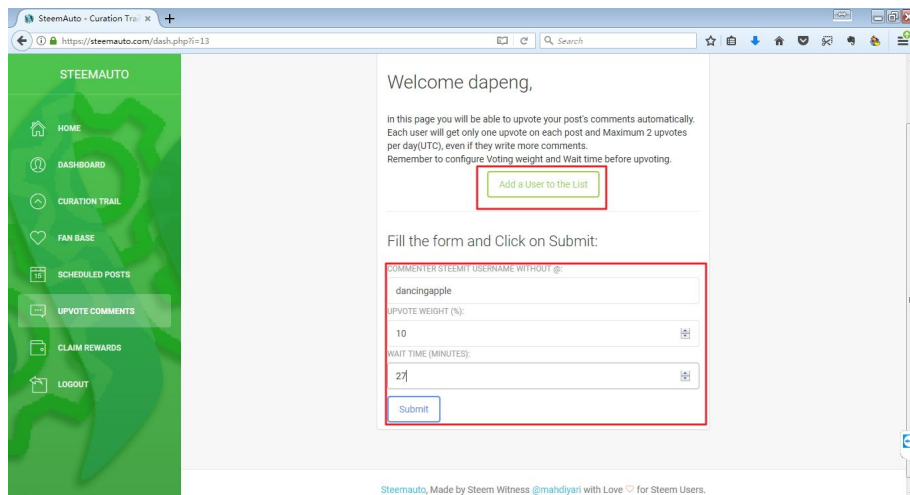 SteemAuto - Curation Trai
https://steemauto.com/dash.php?i=13
Search
STEEMAUTO
HOME
DASHBOARD
CURATION TRAIL
FAN BASE
15
SCHEDULED POSTS
UPVOTE COMMENTS
CLAIM REWARDS
LOGOUT
Welcome dapeng,
in this page you will be able to upvote your post's comments automatically.
Each user will get only one upvote on each post and Maximum 2 upvotes
per day(UTC), even if they write more comments.
Remember to configure Voting weight and Wait time before upvoting.
Add a User to the List
Fill the form and Click on Submit:
COMMENTER STEEMIT USERNAME WITHOUT @:
dancingapple
UPVOTE WEIGHT (%):
10
WAIT TIME (MINUTES):
27
Submit
Steemauto, Made by Steem Witness @mahdiyari with Love ♡ for Steem Users.